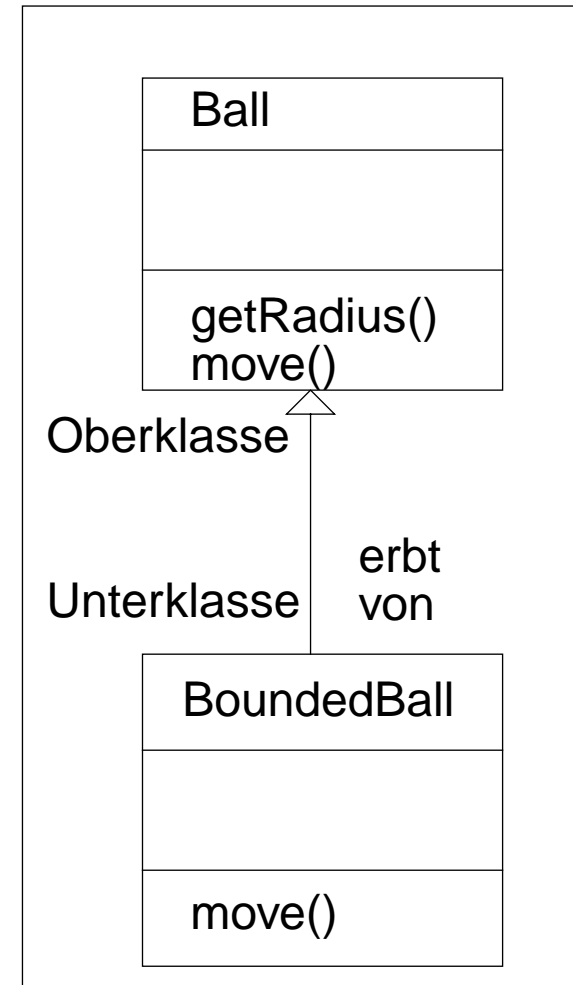 Ball
getRadius()
move()
Oberklasse
erbt
Unterklasse von
BoundedBall
move()